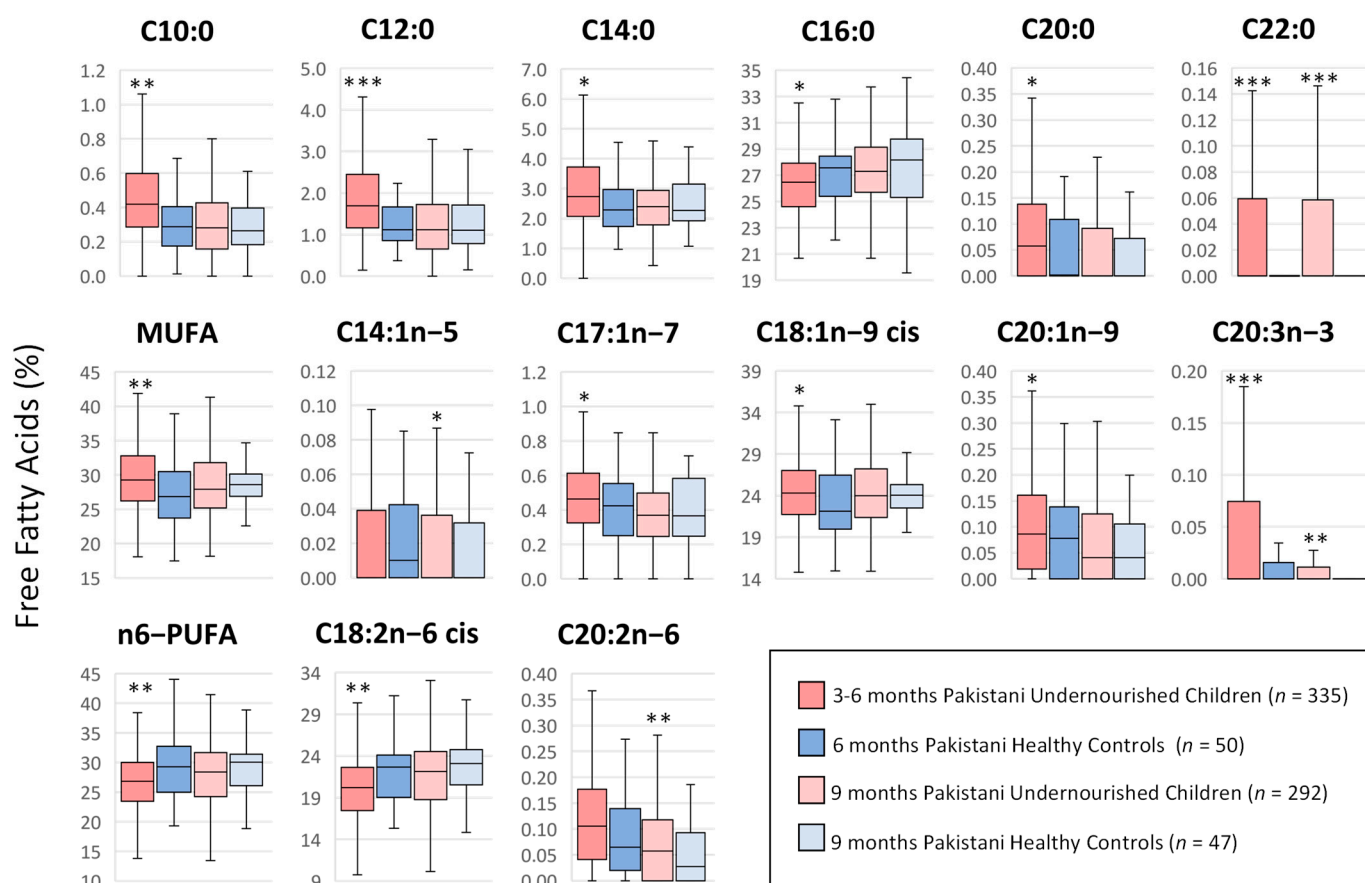 C10:0 C12:0 C14:0 C16:0 C20:0 C22:0
1.2 5.0 7.0 35 0.40 0.16
** *** * * * *** ***
1.0 6.0 33 0.35 0.14
4.0 31 0.30 0.12
0.8 5.0 29 0.25 0.10
3.0 4.0 27 0.20 0.08
0.6 3.0 25 0.15 0.06
0.4 2.0 2.0 23 0.10 0.04
0.2 1.0 1.0 21 0.05 0.02
0.0 0.0 0.0 19 0.00 0.00
Free Fatty Acids (%)
MUFA C14:1n−5 C17:1n−7 C18:1n−9 cis C20:1n−9 C20:3n−3
45 0.12 1.2 39 0.40 0.20
** * * * * *** **
40 0.10 1.0 34 0.35 0.15
35 0.08 0.8 29 0.30 0.10
30 0.06 0.6 24 0.25 0.05
25 0.04 0.4 19 0.20 0.00
20 0.02 0.2 14 0.15
15 0.00 0.0 0.10
0.05
0.00
n6−PUFA C18:2n−6 cis C20:2n−6
45 34 0.40
** ** **
40 29 0.35
35 24 0.30
30 19 0.25
25 14 0.20
20 9 0.15
15 0.10
10 0.05
0.00
3-6 months Pakistani Undernourished Children (n = 335)
6 months Pakistani Healthy Controls (n = 50)
9 months Pakistani Undernourished Children (n = 292)
9 months Pakistani Healthy Controls (n = 47)